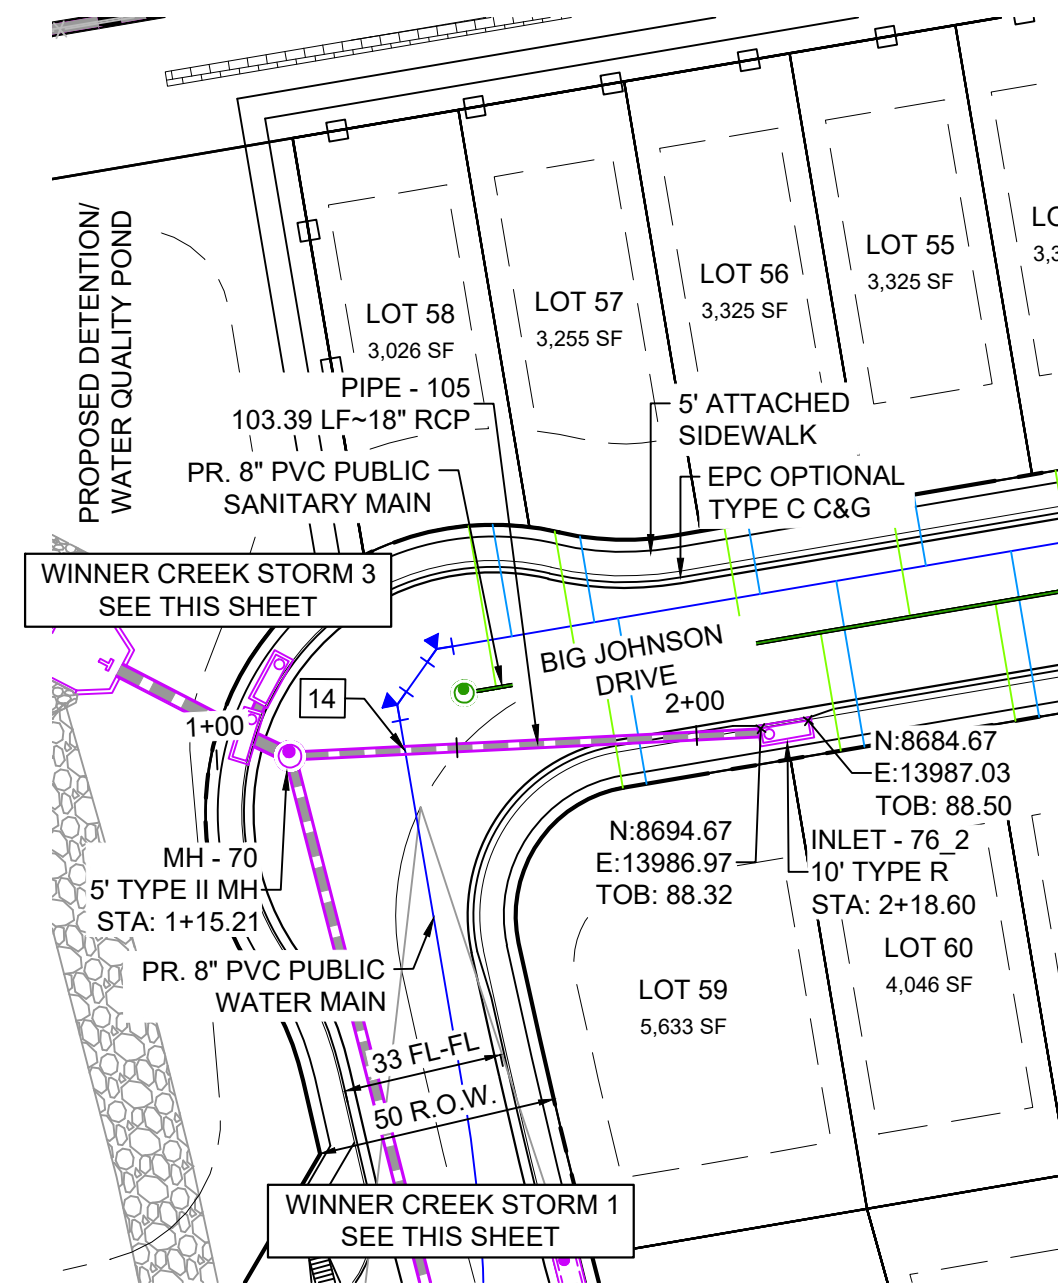 PROPOSED DETENTION/
WATER QUALITY POND
LOT 58
3,026 SF
LOT 57
3,255 SF
LOT 56
3,325 SF
LOT 55
3,325 SF
LO
3,3
PIPE - 105
103.39 LF~18" RCP
PR. 8" PVC PUBLIC
SANITARY MAIN
5' ATTACHED
SIDEWALK
EPC OPTIONAL
TYPE C C&G
WINNER CREEK STORM 3
SEE THIS SHEET
BIG JOHNSON
DRIVE
14
1+00
2+00
N:8684.67
E:13987.03
TOB: 88.50
N:8694.67
E:13986.97
TOB: 88.32
INLET - 76_2
10' TYPE R
STA: 2+18.60
MH - 70
5' TYPE II MH
STA: 1+15.21
PR. 8" PVC PUBLIC
WATER MAIN
LOT 59
5,633 SF
LOT 60
4,046 SF
33 FL-FL
50 R.O.W.
WINNER CREEK STORM 1
SEE THIS SHEET